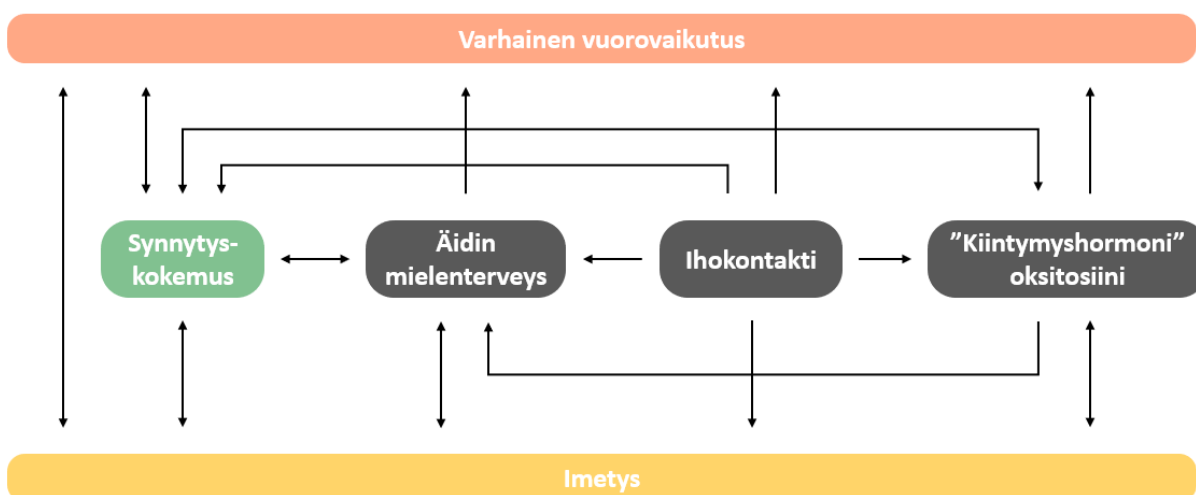 Varhainen vuorovaikutus
Synnytys-
kokemus
Äidin
mielenterveys
Ihokontakti
”Kiintymyshormoni”
oksitosiini
Imetys